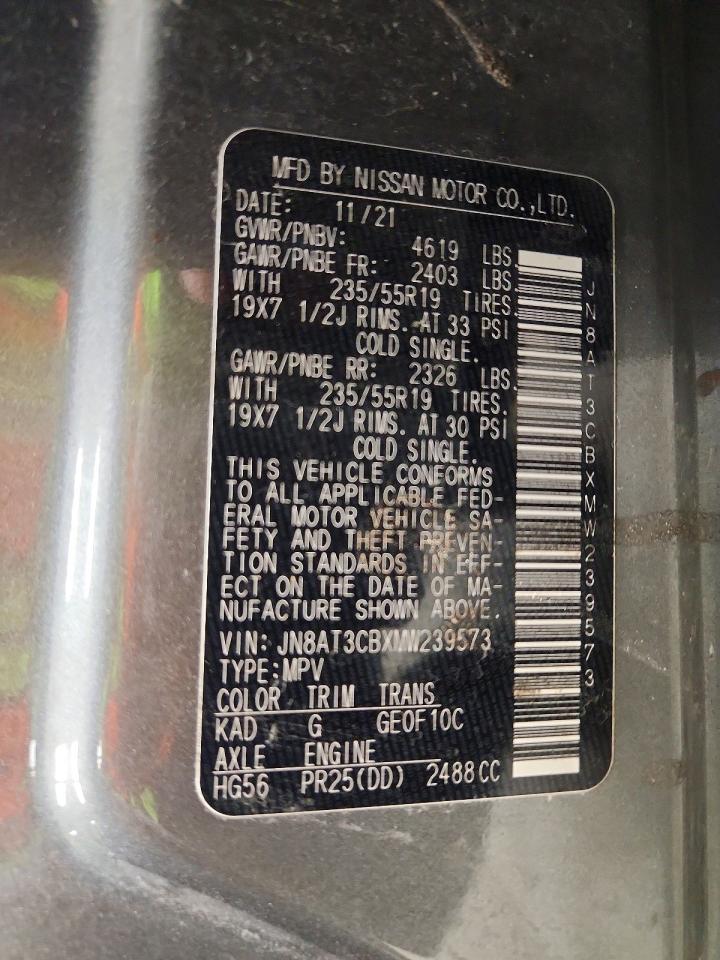 MFD BY NISSAN MOTOR CO.,LTD.
DATE: 11/21
GVWR/PNBV: 4619 LBS.
GAWR/PNBE FR: 2403 LBS.
WITH 235/55R19 TIRES.
19X7 1/2J RIMS. AT 33 PSI
COLD SINGLE.
GAWR/PNBE RR: 2326 LBS.
WITH 235/55R19 TIRES.
19X7 1/2J RIMS. AT 30 PSI
COLD SINGLE.
THIS VEHICLE CONFORMS
TO ALL APPLICABLE FED-
ERAL MOTOR VEHICLE SA-
FETY AND THEFT PREVEN-
TION STANDARDS IN EFF-
ECT ON THE DATE OF MA-
NUFACTURE SHOWN ABOVE.
VIN: JN8AT3CBXMW239573
TYPE:MPV
COLOR TRIM TRANS
KAD G GEOF10C
AXLE ENGINE
HG56 PR25(DD) 2488CC
JN8AT3CBXMW239573